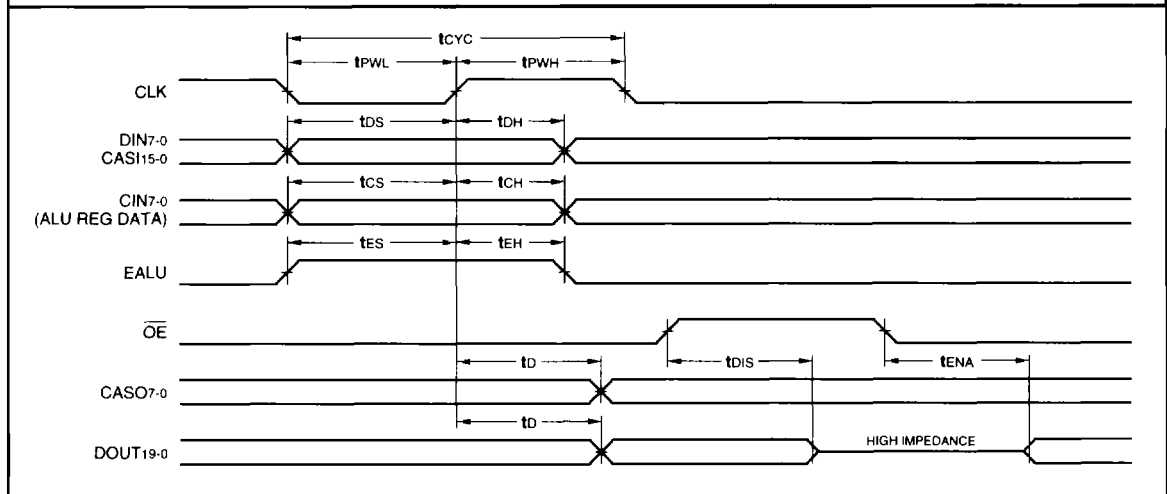 tCYC
tPWL tPWH
CLK
tDS tDH
DIN7-0
CASI15-0
tCS tCH
CIN7-0
(ALU REG DATA)
tES tEH
EALU
OE
tD tDIS tENA
CASO7-0
tD
DOUT19-0
HIGH IMPEDANCE